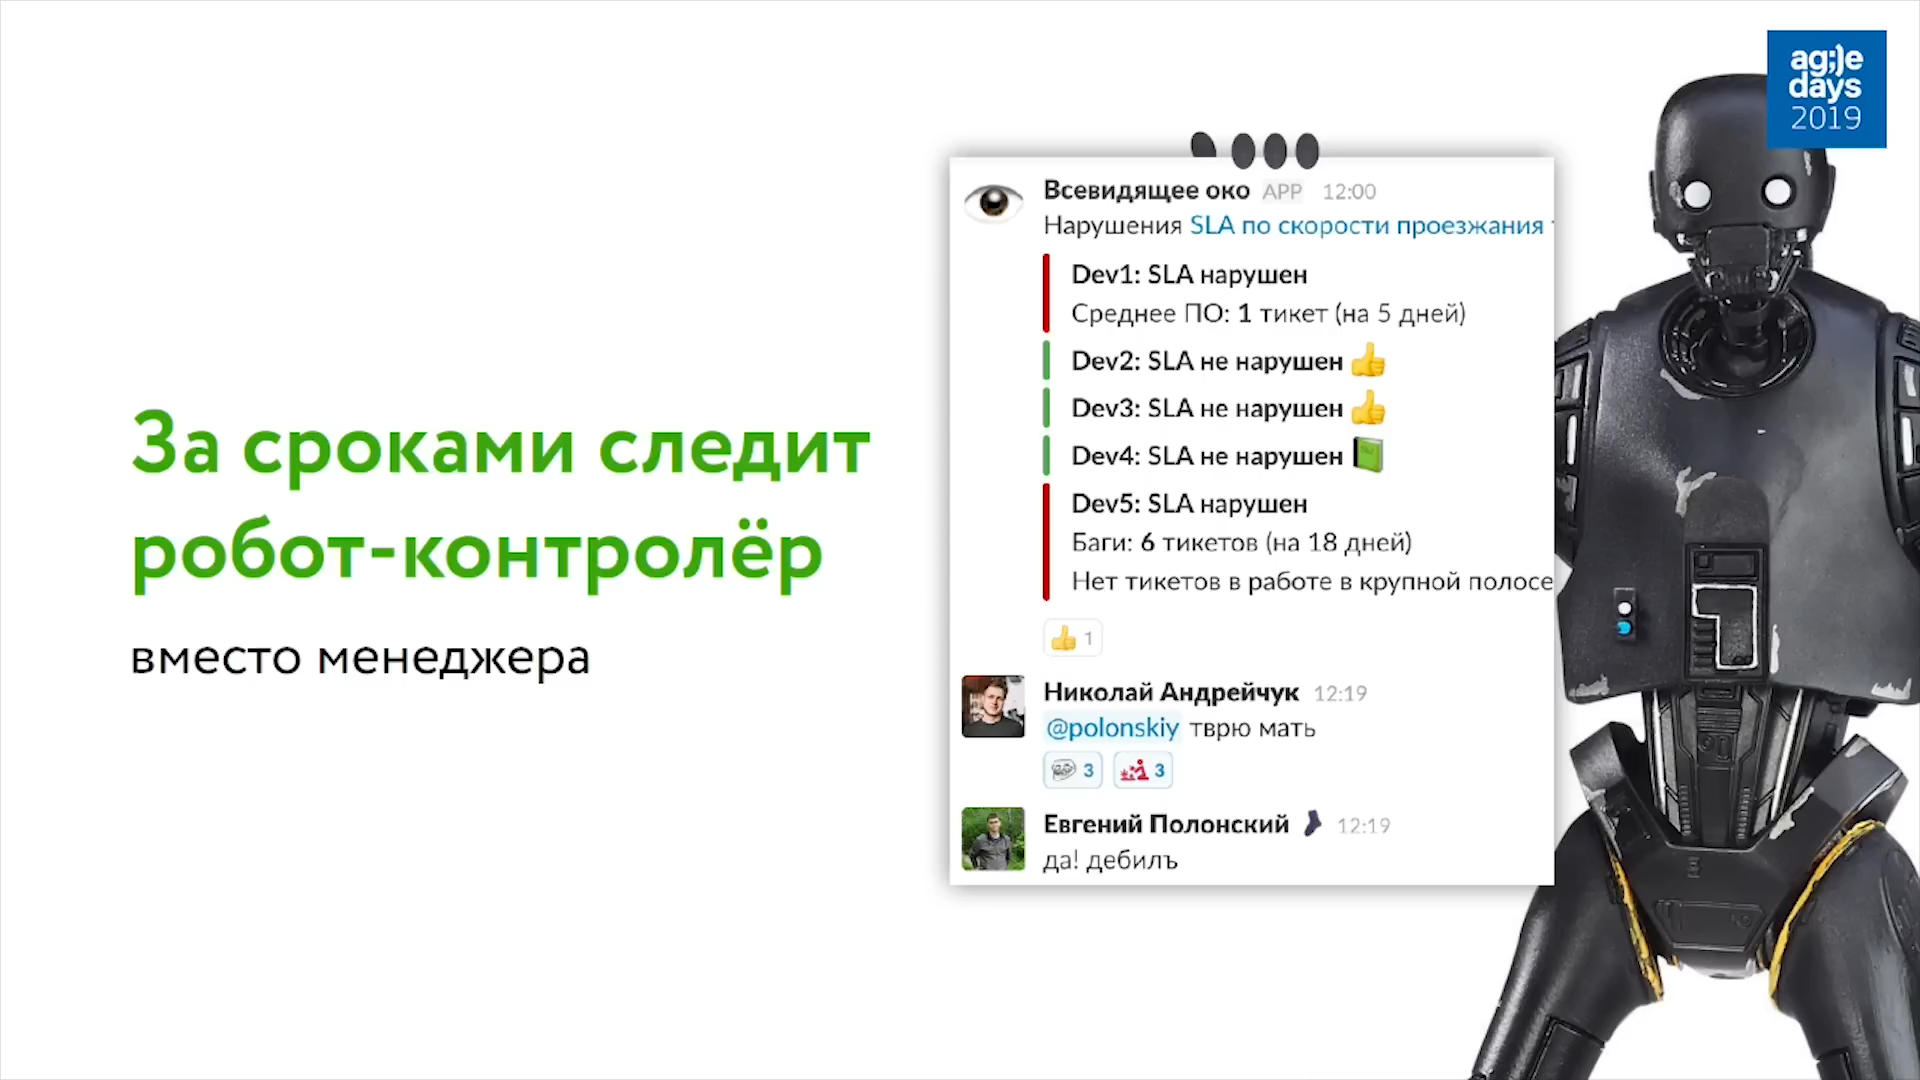 За сроками следит
робот-контролёр
вместо менеджера
ag;)e
days
2019
Всевидящее око APP 12:00
Нарушения SLA по скорости проезжания
Dev1: SLA нарушен
Среднее ПО: 1 тикет (на 5 дней)
Dev2: SLA не нарушен 👍
Dev3: SLA не нарушен 👍
Dev4: SLA не нарушен 📗
Dev5: SLA нарушен
Баги: 6 тикетов (на 18 дней)
Нет тикетов в работе в крупной полосе
👍 1
Николай Андрейчук 12:19
@polonskiy тврю мать
3 3
Евгений Полонский 12:19
да! дебилъ